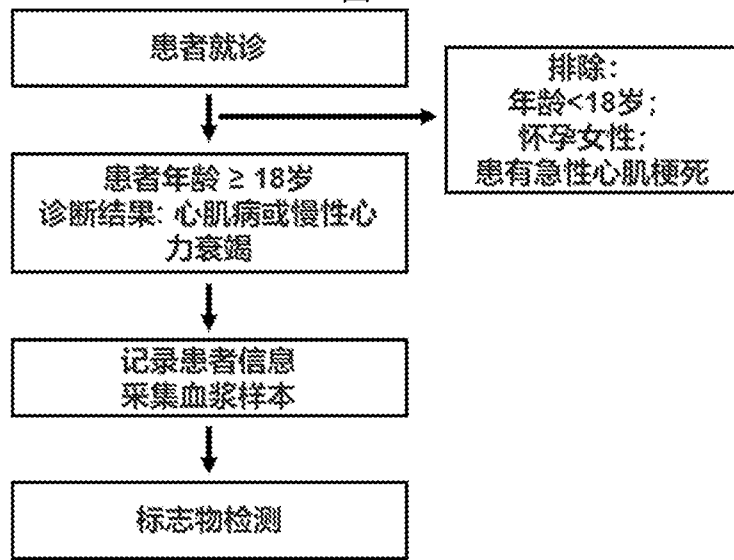 患者就诊
排除：
年龄<18岁；
怀孕女性；
患有急性心肌梗死
患者年龄 ≥ 18岁
诊断结果: 心肌病或慢性心
力衰竭
记录患者信息
采集血浆样本
标志物检测